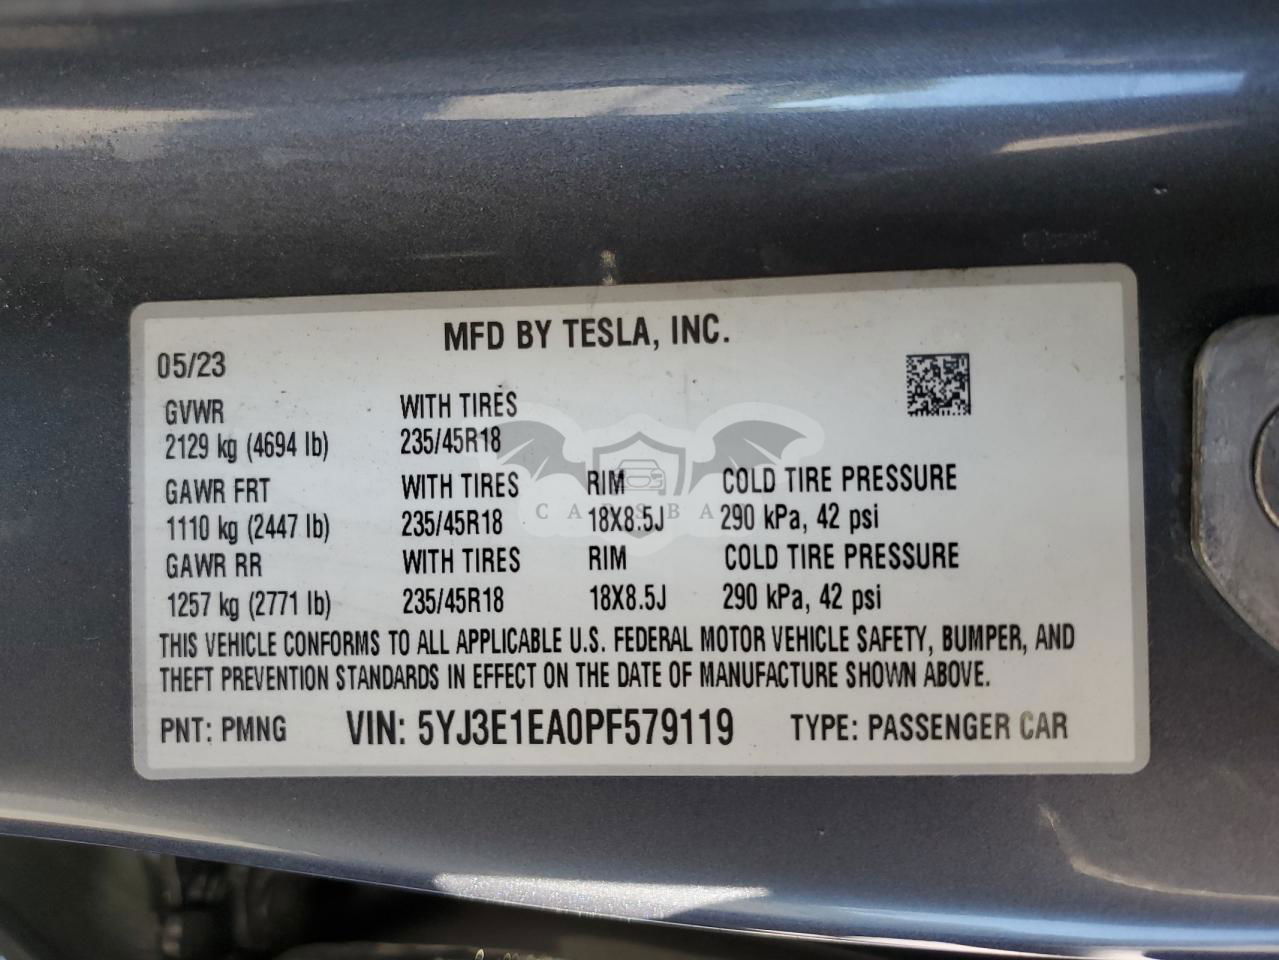 MFD BY TESLA, INC.
05/23
GVWR WITH TIRES
2129 kg (4694 lb) 235/45R18
GAWR FRT WITH TIRES RIM COLD TIRE PRESSURE
1110 kg (2447 lb) 235/45R18 18X8.5J 290 kPa, 42 psi
GAWR RR WITH TIRES RIM COLD TIRE PRESSURE
1257 kg (2771 lb) 235/45R18 18X8.5J 290 kPa, 42 psi
THIS VEHICLE CONFORMS TO ALL APPLICABLE U.S. FEDERAL MOTOR VEHICLE SAFETY, BUMPER, AND
THEFT PREVENTION STANDARDS IN EFFECT ON THE DATE OF MANUFACTURE SHOWN ABOVE.
PNT: PMNG VIN: 5YJ3E1EA0PF579119 TYPE: PASSENGER CAR